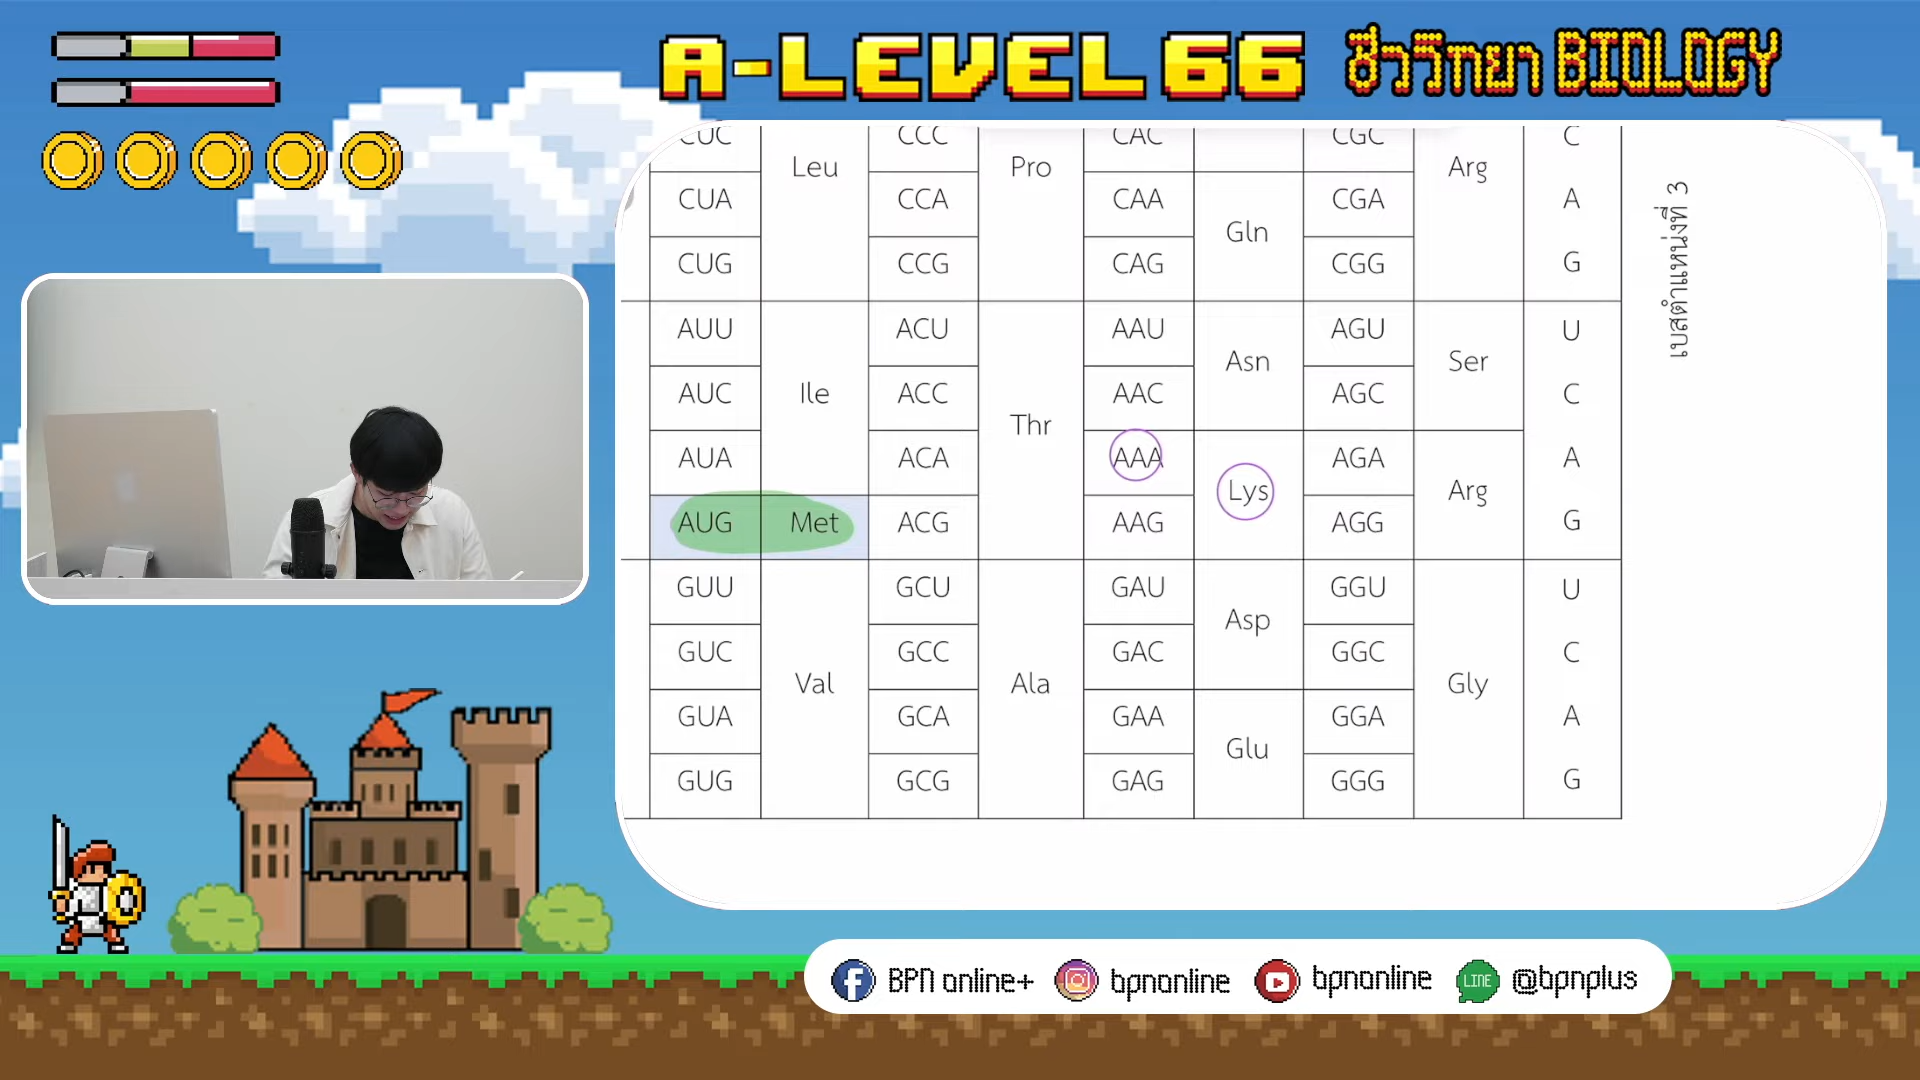 A-LEVEL 66 ชีววิทยา BIOLOGY
CUC CCC CAC CGC C
Leu Pro Arg
CUA CCA CAA CGA A
Gln
CUG CCG CAG CGG G
เบสตำแหน่งที่ 3
AUU ACU AAU AGU U
Asn Ser
AUC Ile ACC AAC AGC C
Thr
AUA ACA AAA AGA A
Lys Arg
AUG Met ACG AAG AGG G
GUU GCU GAU GGU U
Asp
GUC GCC GAC GGC C
Val Ala Gly
GUA GCA GAA GGA A
Glu
GUG GCG GAG GGG G
BPN online+ bpnonline bpnonline LINE @bpnplus